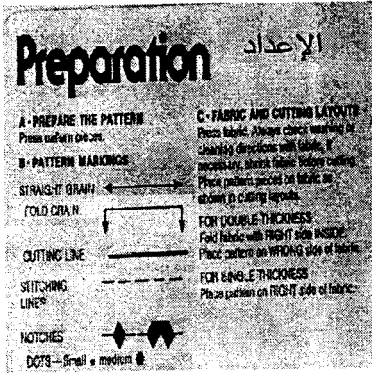 Preparation
الإعداد
A • PREPARE THE PATTERN
Press pattern pieces.
B • PATTERN MARKINGS
STRAIGHT GRAIN
FOLD GRAIN
CUTTING LINE
STITCHING
LINE
NOTCHES
DOTS — Small medium
C • FABRIC AND CUTTING LAYOUTS
Press fabric. Always check washing or
cleaning directions with fabric, if
necessary, shrink fabric before cutting.
Place pattern pieces on fabric as
shown in cutting layouts.
FOR DOUBLE THICKNESS
Fold fabric with RIGHT side INSIDE.
Place pattern on WRONG side of fabric.
FOR SINGLE THICKNESS
Place pattern on RIGHT side of fabric.